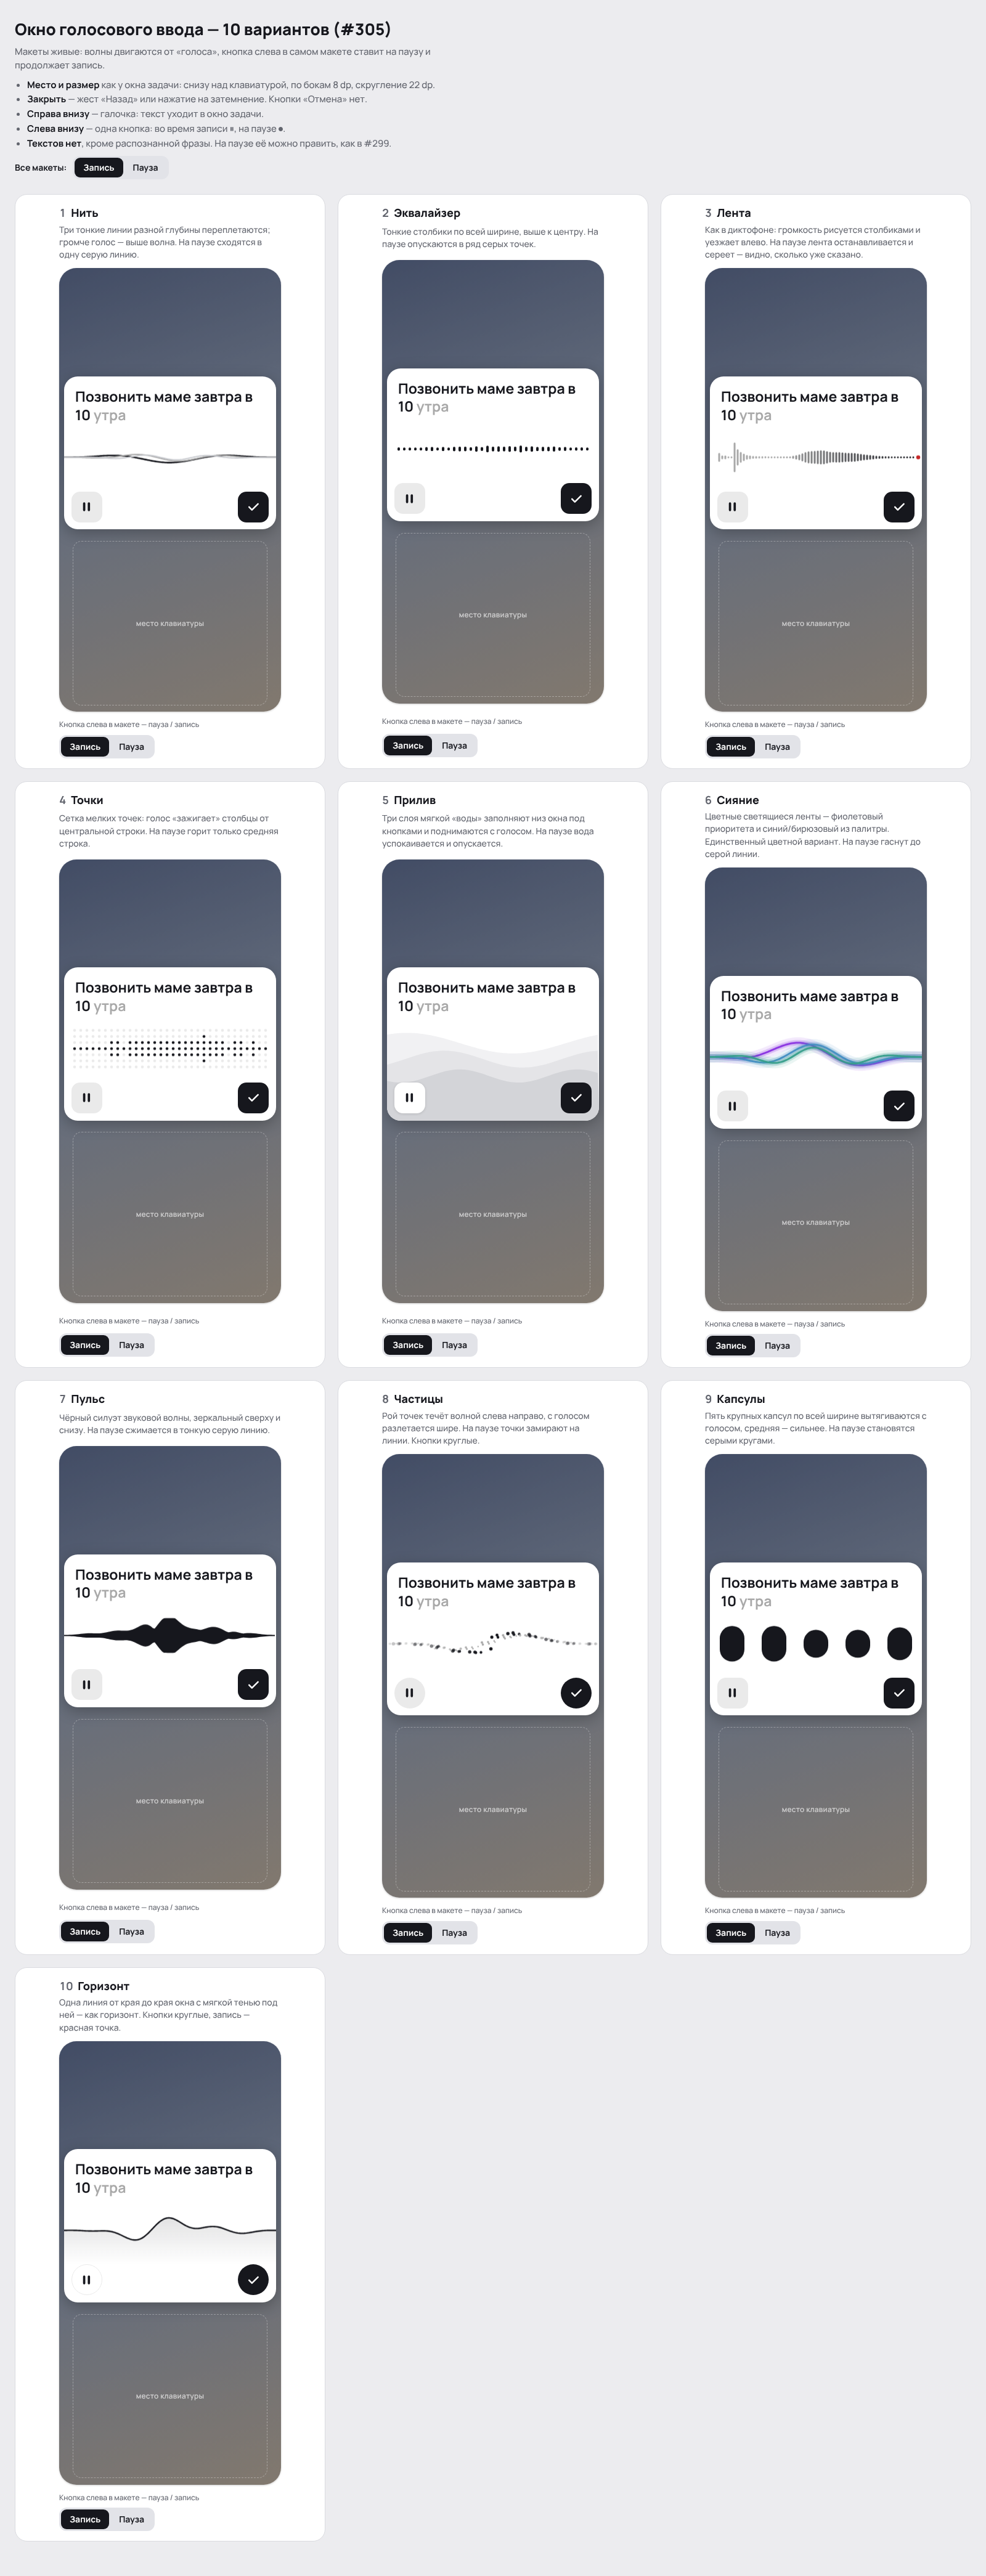 Окно голосового ввода — 10 вариантов (#305)
Макеты живые: волны двигаются от «голоса», кнопка слева в самом макете ставит на паузу и
продолжает запись.
• Место и размер как у окна задачи: снизу над клавиатурой, по бокам 8 dp, скругление 22 dp.
• Закрыть — жест «Назад» или нажатие на затемнение. Кнопки «Отмена» нет.
• Справа внизу — галочка: текст уходит в окно задачи.
• Слева внизу — одна кнопка: во время записи ⏸, на паузе ●.
• Текстов нет, кроме распознанной фразы. На паузе её можно править, как в #299.
Все макеты: Запись Пауза
1 Нить
Три тонкие линии разной глубины переплетаются;
громче голос — выше волна. На паузе сходятся в
одну серую линию.
Позвонить маме завтра в
10 утра
место клавиатуры
Кнопка слева в макете — пауза / запись
Запись Пауза
2 Эквалайзер
Тонкие столбики по всей ширине, выше к центру. На
паузе опускаются в ряд серых точек.
Позвонить маме завтра в
10 утра
место клавиатуры
Кнопка слева в макете — пауза / запись
Запись Пауза
3 Лента
Как в диктофоне: громкость рисуется столбиками и
уезжает влево. На паузе лента останавливается и
сереет — видно, сколько уже сказано.
Позвонить маме завтра в
10 утра
место клавиатуры
Кнопка слева в макете — пауза / запись
Запись Пауза
4 Точки
Сетка мелких точек: голос «зажигает» столбцы от
центральной строки. На паузе горит только средняя
строка.
Позвонить маме завтра в
10 утра
место клавиатуры
Кнопка слева в макете — пауза / запись
Запись Пауза
5 Прилив
Три слоя мягкой «воды» заполняют низ окна под
кнопками и поднимаются с голосом. На паузе вода
успокаивается и опускается.
Позвонить маме завтра в
10 утра
место клавиатуры
Кнопка слева в макете — пауза / запись
Запись Пауза
6 Сияние
Цветные светящиеся ленты — фиолетовый
приоритета и синий/бирюзовый из палитры.
Единственный цветной вариант. На паузе гаснут до
серой линии.
Позвонить маме завтра в
10 утра
место клавиатуры
Кнопка слева в макете — пауза / запись
Запись Пауза
7 Пульс
Чёрный силуэт звуковой волны, зеркальный сверху и
снизу. На паузе сжимается в тонкую серую линию.
Позвонить маме завтра в
10 утра
место клавиатуры
Кнопка слева в макете — пауза / запись
Запись Пауза
8 Частицы
Рой точек течёт волной слева направо, с голосом
разлетается шире. На паузе точки замирают на
линии. Кнопки круглые.
Позвонить маме завтра в
10 утра
место клавиатуры
Кнопка слева в макете — пауза / запись
Запись Пауза
9 Капсулы
Пять крупных капсул по всей ширине вытягиваются с
голосом, средняя — сильнее. На паузе становятся
серыми кругами.
Позвонить маме завтра в
10 утра
место клавиатуры
Кнопка слева в макете — пауза / запись
Запись Пауза
10 Горизонт
Одна линия от края до края окна с мягкой тенью под
ней — как горизонт. Кнопки круглые, запись —
красная точка.
Позвонить маме завтра в
10 утра
место клавиатуры
Кнопка слева в макете — пауза / запись
Запись Пауза